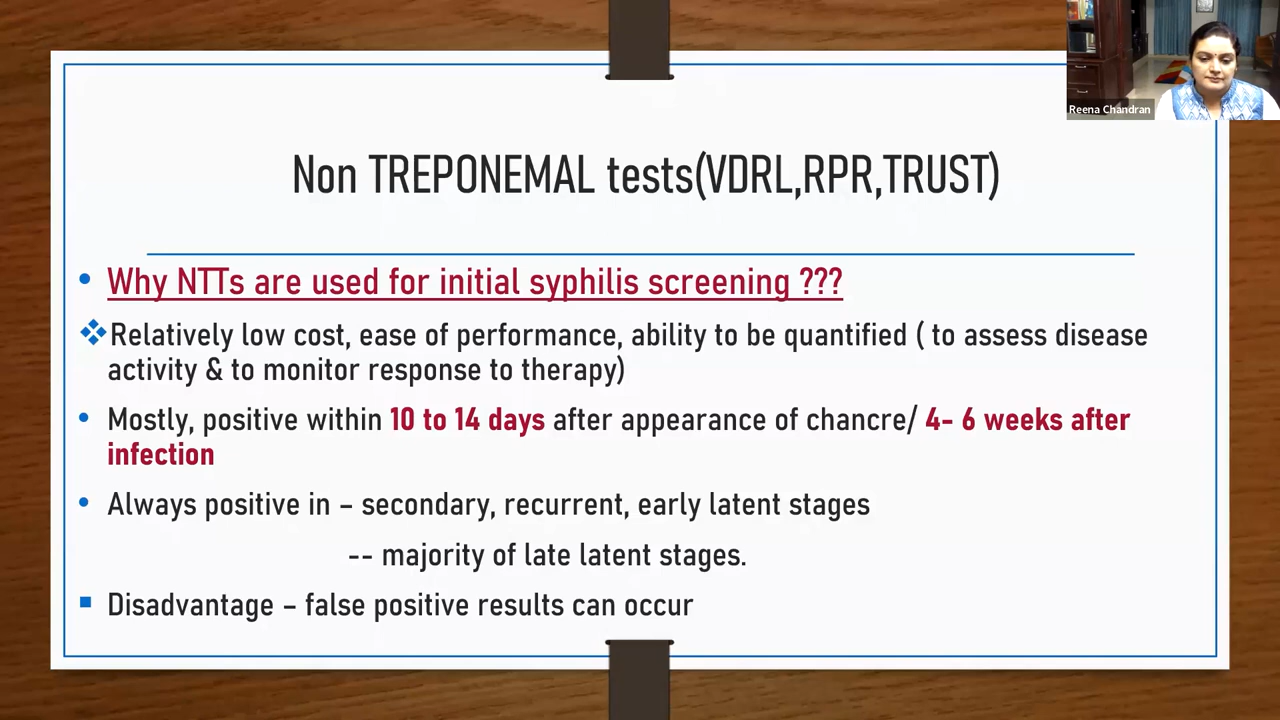 Reena Chandran
Non TREPONEMAL tests(VDRL,RPR,TRUST)
• Why NTTs are used for initial syphilis screening ???
❖Relatively low cost, ease of performance, ability to be quantified ( to assess disease
activity & to monitor response to therapy)
• Mostly, positive within 10 to 14 days after appearance of chancre/ 4- 6 weeks after
infection
• Always positive in – secondary, recurrent, early latent stages
-- majority of late latent stages.
▪ Disadvantage – false positive results can occur